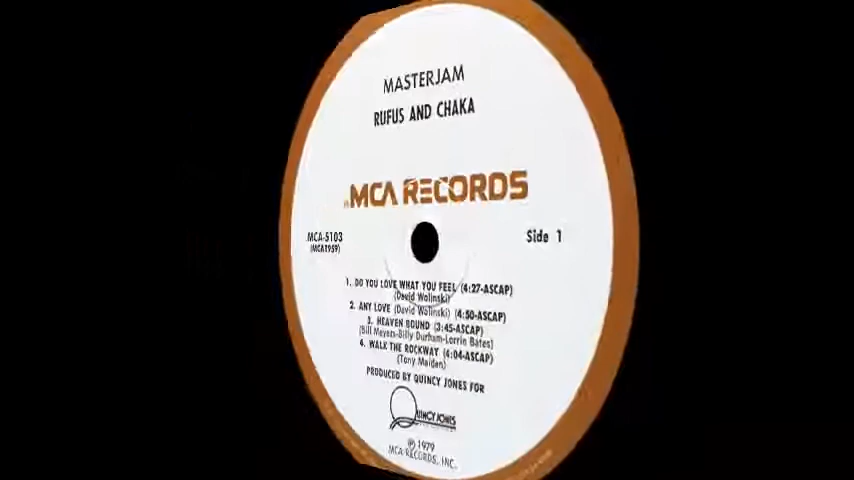 MASTERJAM
RUFUS AND CHAKA
MCA RECORDS
MCA-5103
(MCA1959)
Side 1
1. DO YOU LOVE WHAT YOU FEEL (4:27-ASCAP)
(David Wolinski)
2. ANY LOVE (David Wolinski) (4:50-ASCAP)
3. HEAVEN BOUND (3:45-ASCAP)
(Bill Meyers-Billy Durham-Lorrin Bates)
4. WALK THE ROCKWAY (4:04-ASCAP)
(Tony Maiden)
PRODUCED BY QUINCY JONES FOR
QUINCY JONES
℗ 1979
MCA RECORDS, INC.